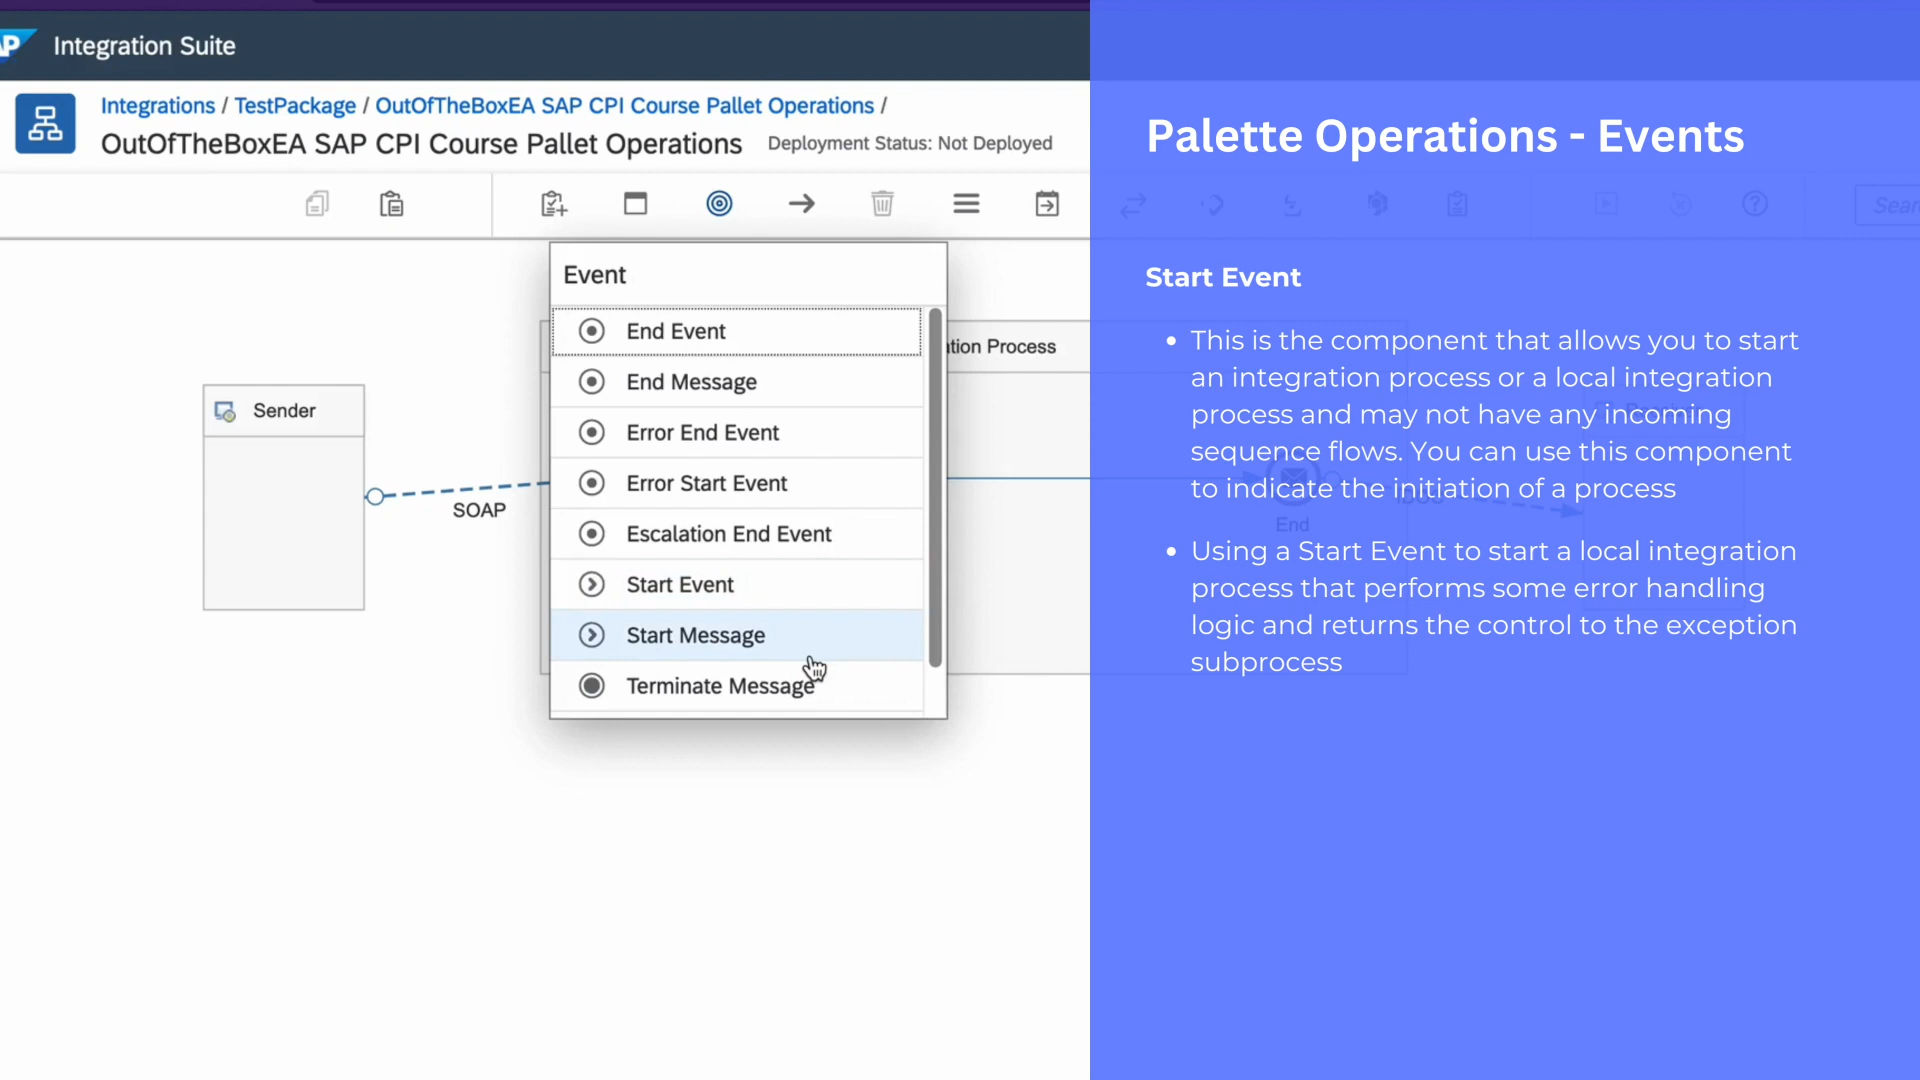 AP Integration Suite
Integrations / TestPackage / OutOfTheBoxEA SAP CPI Course Pallet Operations /
OutOfTheBoxEA SAP CPI Course Pallet Operations Deployment Status: Not Deployed
Event
End Event
End Message
Error End Event
Error Start Event
Escalation End Event
Start Event
Start Message
Terminate Message
Sender
SOAP
Process
End
Palette Operations - Events
Start Event
• This is the component that allows you to start
an integration process or a local integration
process and may not have any incoming
sequence flows. You can use this component
to indicate the initiation of a process
• Using a Start Event to start a local integration
process that performs some error handling
logic and returns the control to the exception
subprocess